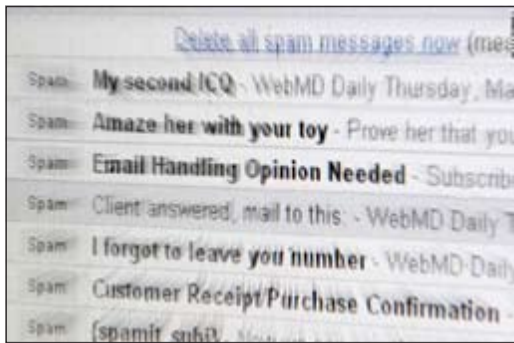 Delete all spam messages now (mes
Spam My second ICQ - WebMD Daily Thursday, Ma
Spam Amaze her with your toy - Prove her that you
Spam Email Handling Opinion Needed - Subscribe
Spam Client answered, mail to this. - WebMD Daily T
Spam I forgot to leave you number - WebMD Daily
Spam Customer Receipt/Purchase Confirmation -
Spam